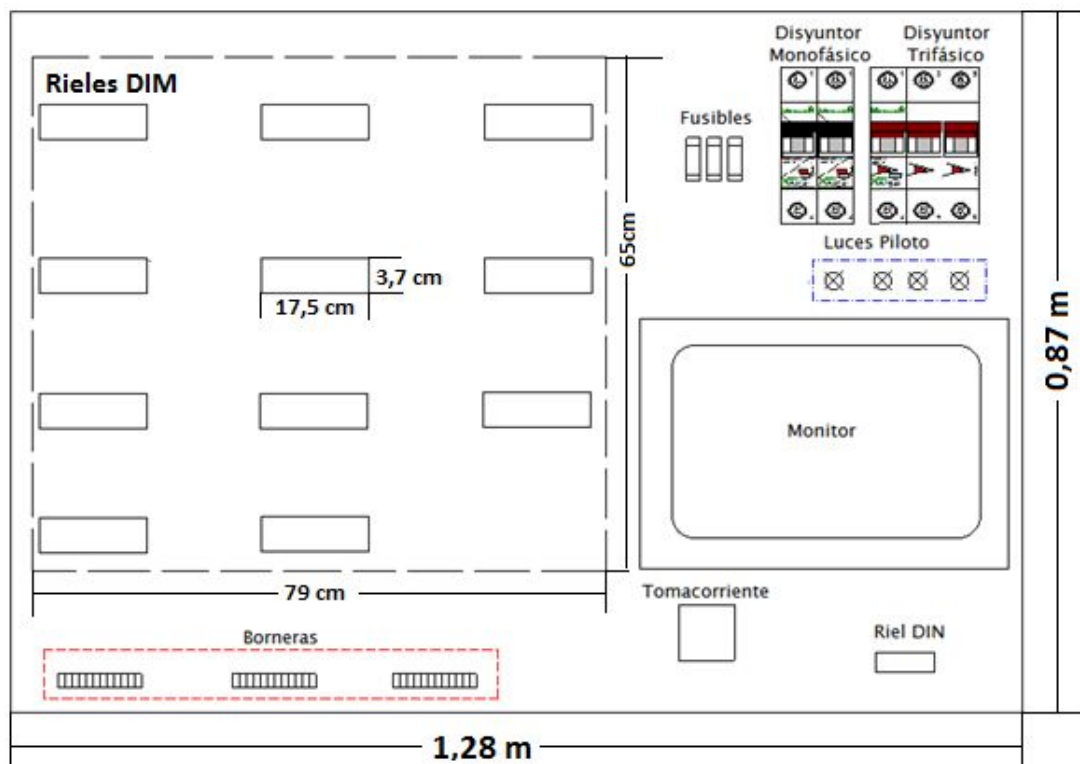 Disyuntor
Monofásico
Disyuntor
Trifásico
Rieles DIM
Fusibles
Luces Piloto
65cm
3,7 cm
17,5 cm
0,87 m
Monitor
79 cm
Tomacorriente
Borneras
Riel DIN
1,28 m